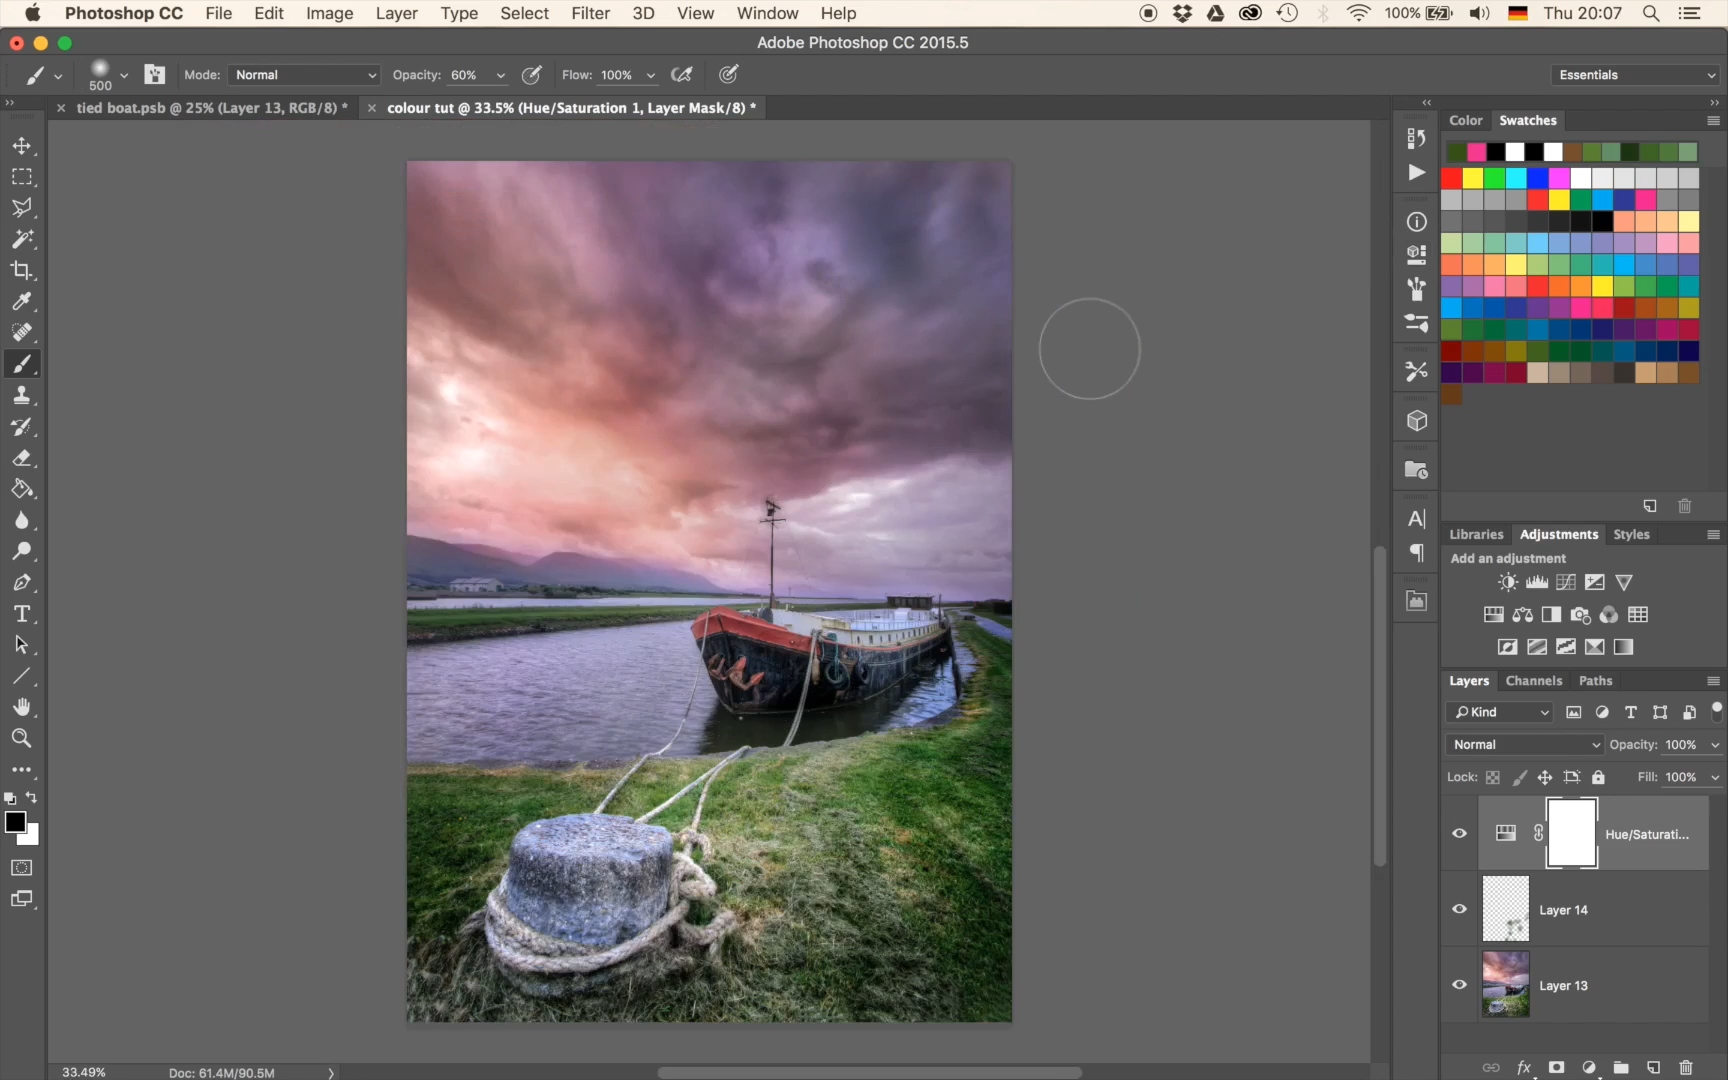 Photoshop CC File Edit Image Layer Type Select Filter 3D View Window Help 100% Thu 20:07
Adobe Photoshop CC 2015.5
500 Mode: Normal Opacity: 60% Flow: 100% Essentials
tied boat.psb @ 25% (Layer 13, RGB/8) * colour tut @ 33.5% (Hue/Saturation 1, Layer Mask/8) *
Color Swatches
Libraries Adjustments Styles
Add an adjustment
Layers Channels Paths
Kind
Normal Opacity: 100%
Lock: Fill: 100%
Hue/Saturati...
Layer 14
Layer 13
33.49% Doc: 61.4M/90.5M